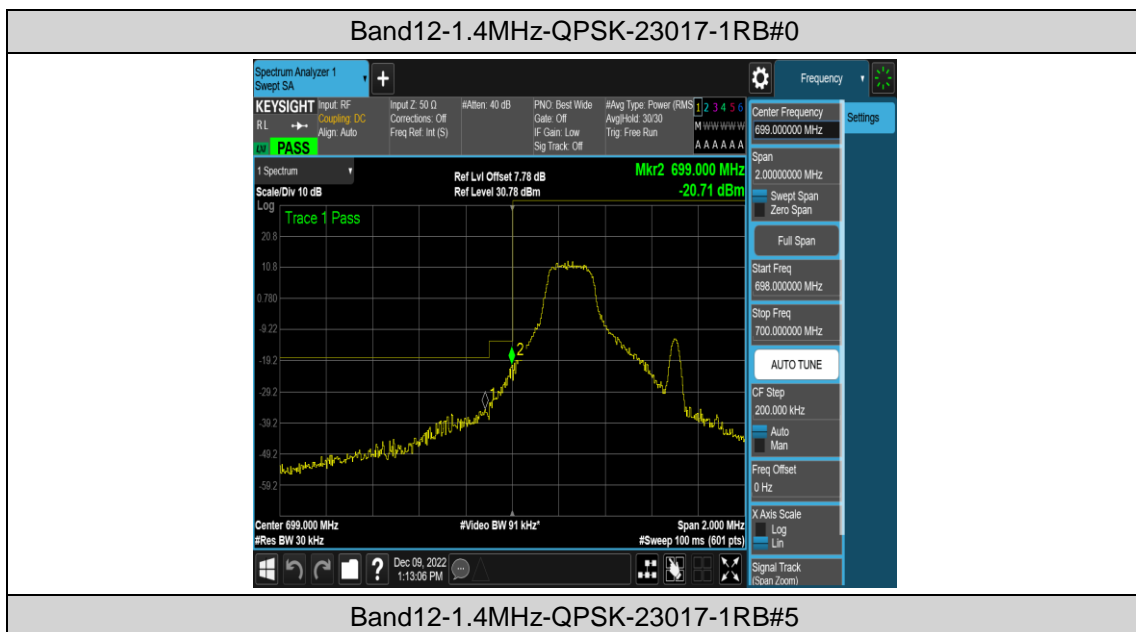 Band12-1.4MHz-QPSK-23017-1RB#0
Spectrum Analyzer 1
Swept SA
+
Frequency
KEYSIGHT
Input: RF
Coupling: DC
Align: Auto
RL
LNI
PASS
Input Z: 50 Ω
Corrections: Off
Freq Ref: Int (S)
#Atten: 40 dB
PNO: Best Wide
Gate: Off
IF Gain: Low
Sig Track: Off
#Avg Type: Power (RMS
Avg|Hold: 30/30
Trig: Free Run
1 2 3 4 5 6
M W W W W W
A A A A A A
Center Frequency
699.000000 MHz
Settings
Span
2.00000000 MHz
Swept Span
Zero Span
Full Span
Start Freq
698.000000 MHz
Stop Freq
700.000000 MHz
AUTO TUNE
CF Step
200.000 kHz
Auto
Man
Freq Offset
0 Hz
X Axis Scale
Log
Lin
Signal Track
(Span Zoom)
1 Spectrum
Scale/Div 10 dB
Ref Lvl Offset 7.78 dB
Ref Level 30.78 dBm
Mkr2 699.000 MHz
-20.71 dBm
Log
Trace 1 Pass
20.8
10.8
0.780
-9.22
-19.2
-29.2
-39.2
-49.2
-59.2
2
1
Center 699.000 MHz
#Video BW 91 kHz*
Span 2.000 MHz
#Res BW 30 kHz
#Sweep 100 ms (601 pts)
?
Dec 09, 2022
1:13:06 PM
Band12-1.4MHz-QPSK-23017-1RB#5